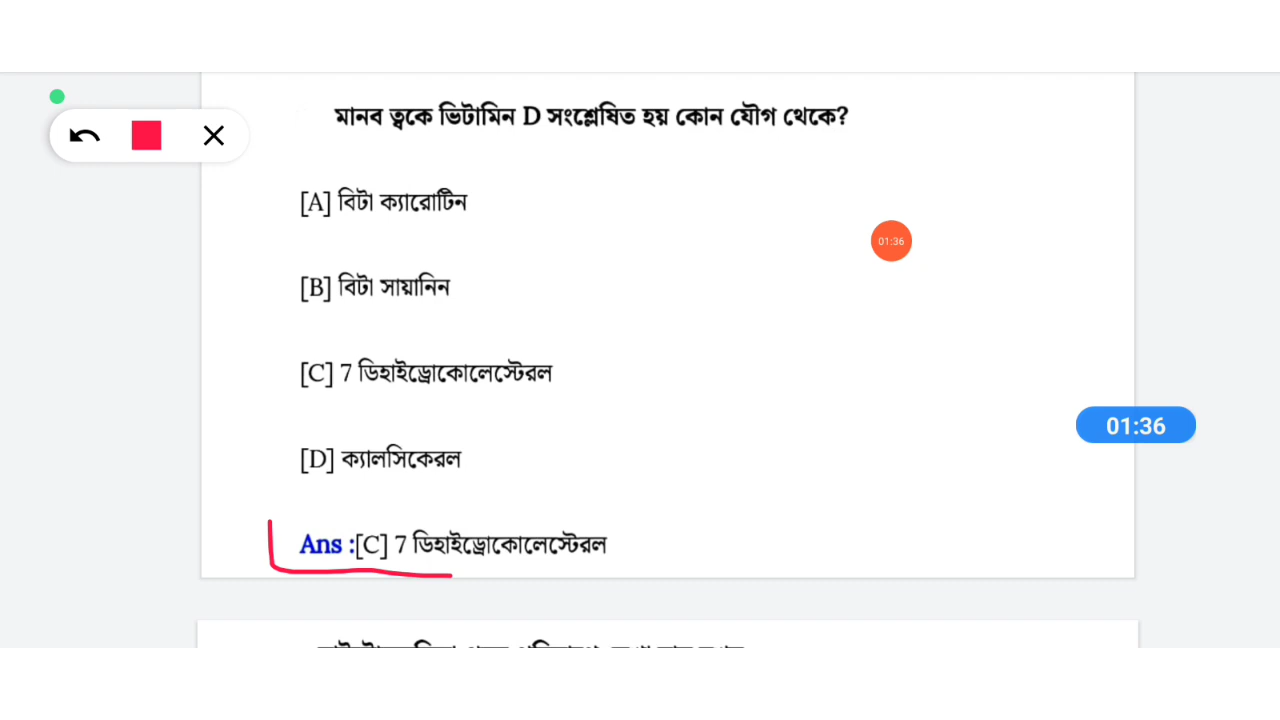 মানব ত্বকে ভিটামিন D সংশ্লেষিত হয় কোন যৌগ থেকে?
[A] বিটা ক্যারোটিন
01:36
[B] বিটা সায়ানিন
[C] 7 ডিহাইড্রোকোলেস্টেরল
01:36
[D] ক্যালসিকেরল
Ans :[C] 7 ডিহাইড্রোকোলেস্টেরল